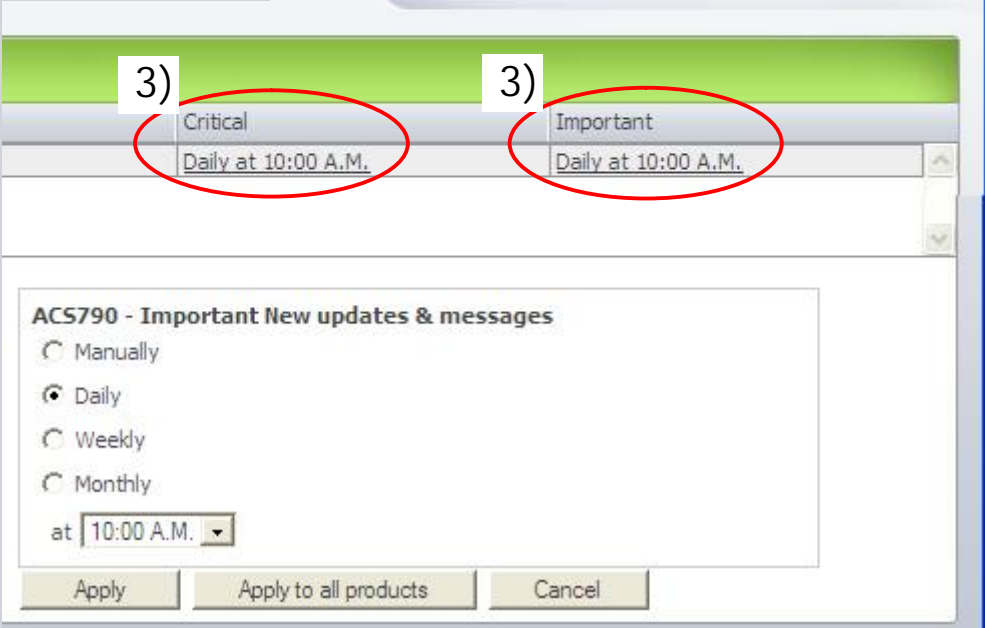 3) 3)
Critical Important
Daily at 10:00 A.M. Daily at 10:00 A.M.
ACS790 - Important New updates & messages
Manually
Daily
Weekly
Monthly
at 10:00 A.M.
Apply Apply to all products Cancel